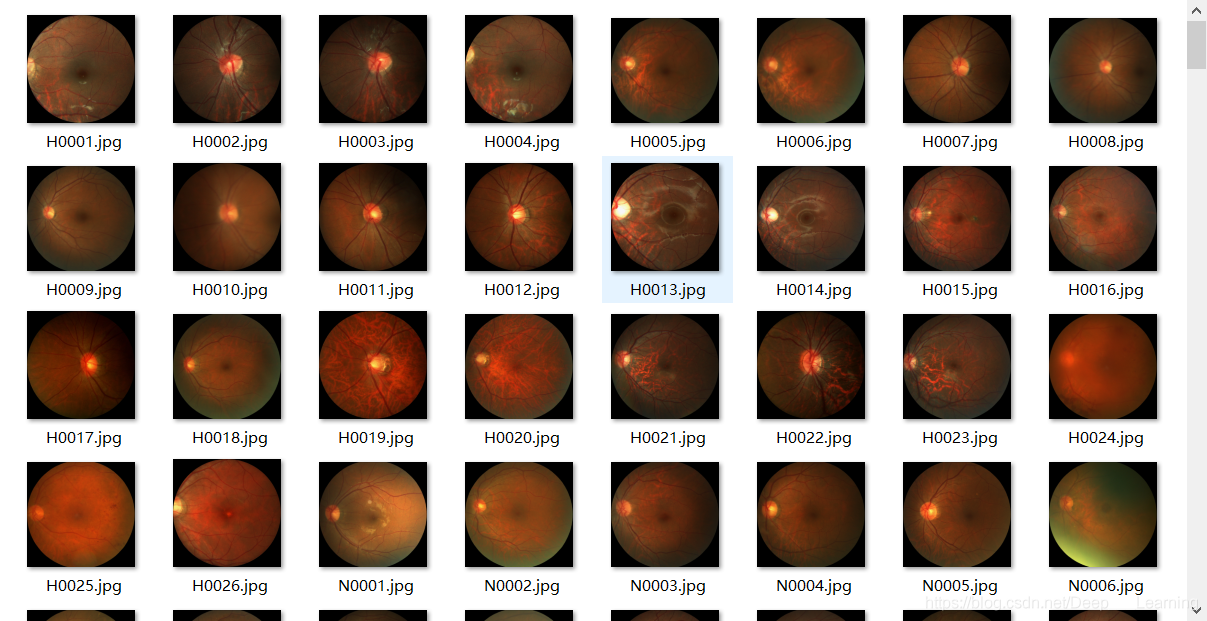 H0001.jpg H0002.jpg H0003.jpg H0004.jpg H0005.jpg H0006.jpg H0007.jpg H0008.jpg
H0009.jpg H0010.jpg H0011.jpg H0012.jpg H0013.jpg H0014.jpg H0015.jpg H0016.jpg
H0017.jpg H0018.jpg H0019.jpg H0020.jpg H0021.jpg H0022.jpg H0023.jpg H0024.jpg
H0025.jpg H0026.jpg N0001.jpg N0002.jpg N0003.jpg N0004.jpg N0005.jpg N0006.jpg
https://blog.csdn.net/Deep___Learning